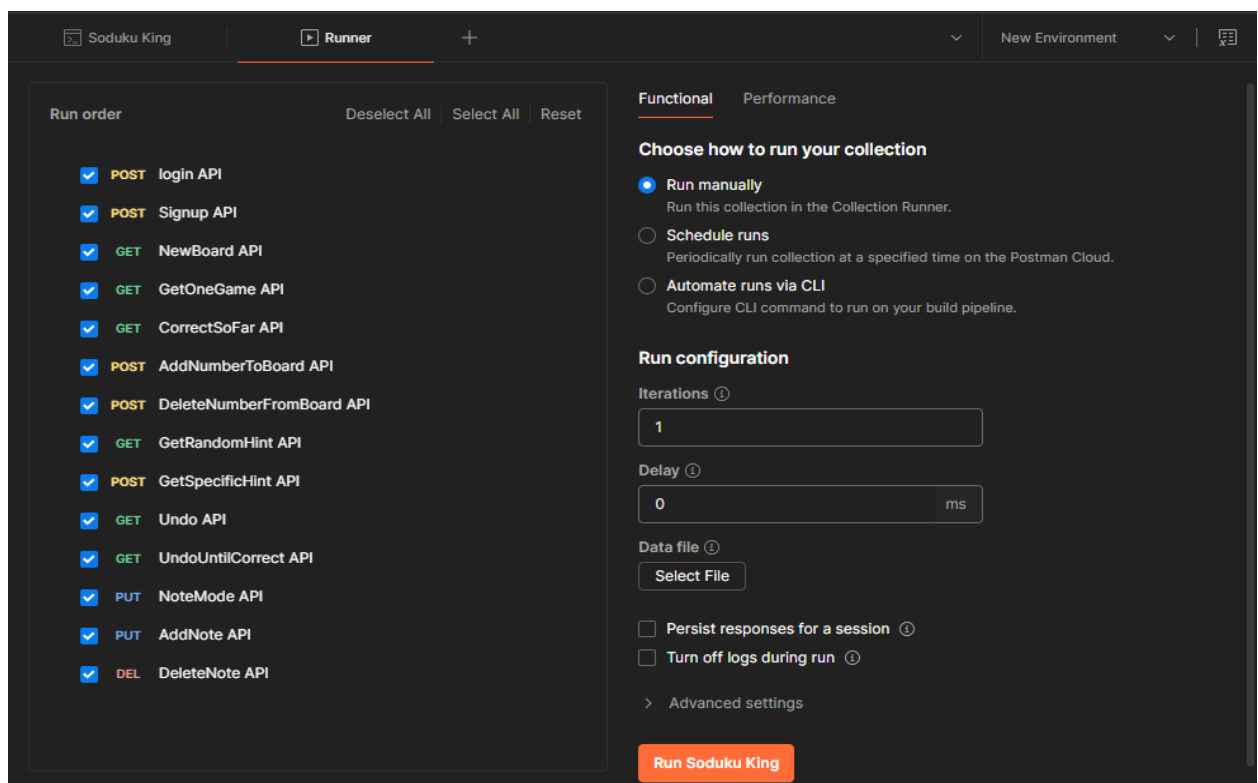 Soduku King
Runner
New Environment
Run order
Deselect All
Select All
Reset
POST login API
POST Signup API
GET NewBoard API
GET GetOneGame API
GET CorrectSoFar API
POST AddNumberToBoard API
POST DeleteNumberFromBoard API
GET GetRandomHint API
POST GetSpecificHint API
GET Undo API
GET UndoUntilCorrect API
PUT NoteMode API
PUT AddNote API
DEL DeleteNote API
Functional
Performance
Choose how to run your collection
Run manually
Run this collection in the Collection Runner.
Schedule runs
Periodically run collection at a specified time on the Postman Cloud.
Automate runs via CLI
Configure CLI command to run on your build pipeline.
Run configuration
Iterations
1
Delay
0 ms
Data file
Select File
Persist responses for a session
Turn off logs during run
Advanced settings
Run Soduku King